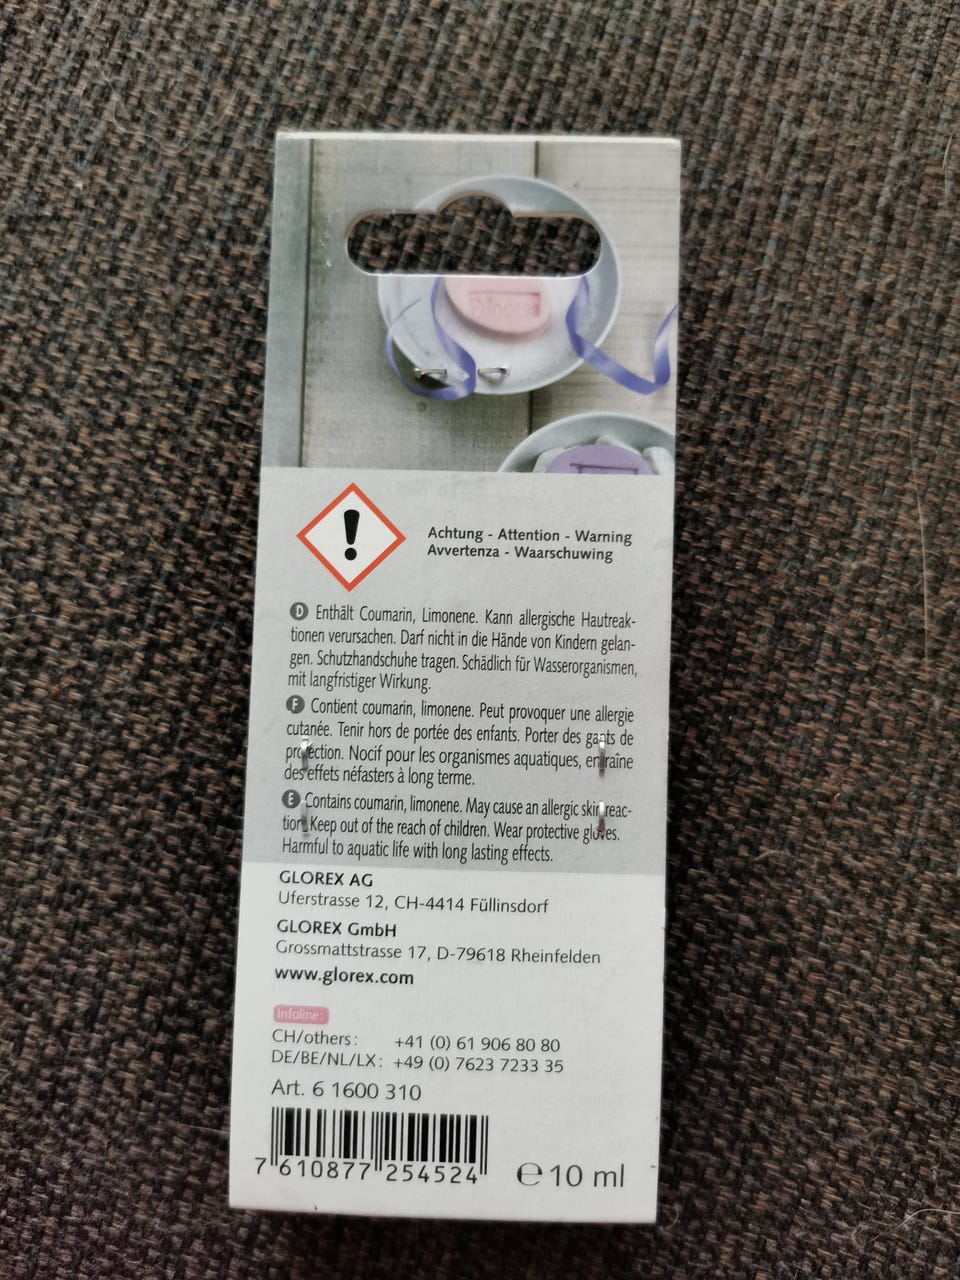 Achtung - Attention - Warning
Avvertenza - Waarschuwing
D Enthält Coumarin, Limonene. Kann allergische Hautreak-
tionen verursachen. Darf nicht in die Hände von Kindern gelan-
gen. Schutzhandschuhe tragen. Schädlich für Wasserorganismen,
mit langfristiger Wirkung.
F Contient coumarin, limonene. Peut provoquer une allergie
cutanée. Tenir hors de portée des enfants. Porter des gants de
protection. Nocif pour les organismes aquatiques, entraîne
des effets néfasters à long terme.
E Contains coumarin, limonene. May cause an allergic skin reac-
tion. Keep out of the reach of children. Wear protective gloves.
Harmful to aquatic life with long lasting effects.
GLOREX AG
Uferstrasse 12, CH-4414 Füllinsdorf
GLOREX GmbH
Grossmattstrasse 17, D-79618 Rheinfelden
www.glorex.com
Infoline:
CH/others: +41 (0) 61 906 80 80
DE/BE/NL/LX: +49 (0) 7623 7233 35
Art. 6 1600 310
7 610877 254524
℮ 10 ml